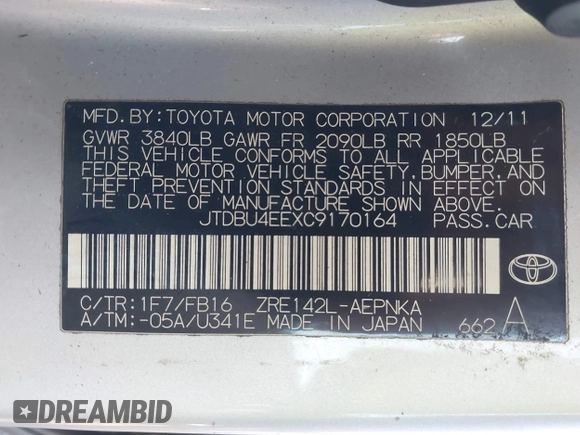 MFD. BY: TOYOTA MOTOR CORPORATION 12/11
GVWR 3840LB GAWR FR 2090LB RR 1850LB
THIS VEHICLE CONFORMS TO ALL APPLICABLE
FEDERAL MOTOR VEHICLE SAFETY, BUMPER, AND
THEFT PREVENTION STANDARDS IN EFFECT ON
THE DATE OF MANUFACTURE SHOWN ABOVE.
JTDBU4EEXC9170164 PASS. CAR
C/TR: 1F7/FB16 ZRE142L-AEPNKA
A/TM: -05A/U341E MADE IN JAPAN 662 A
DREAMBID